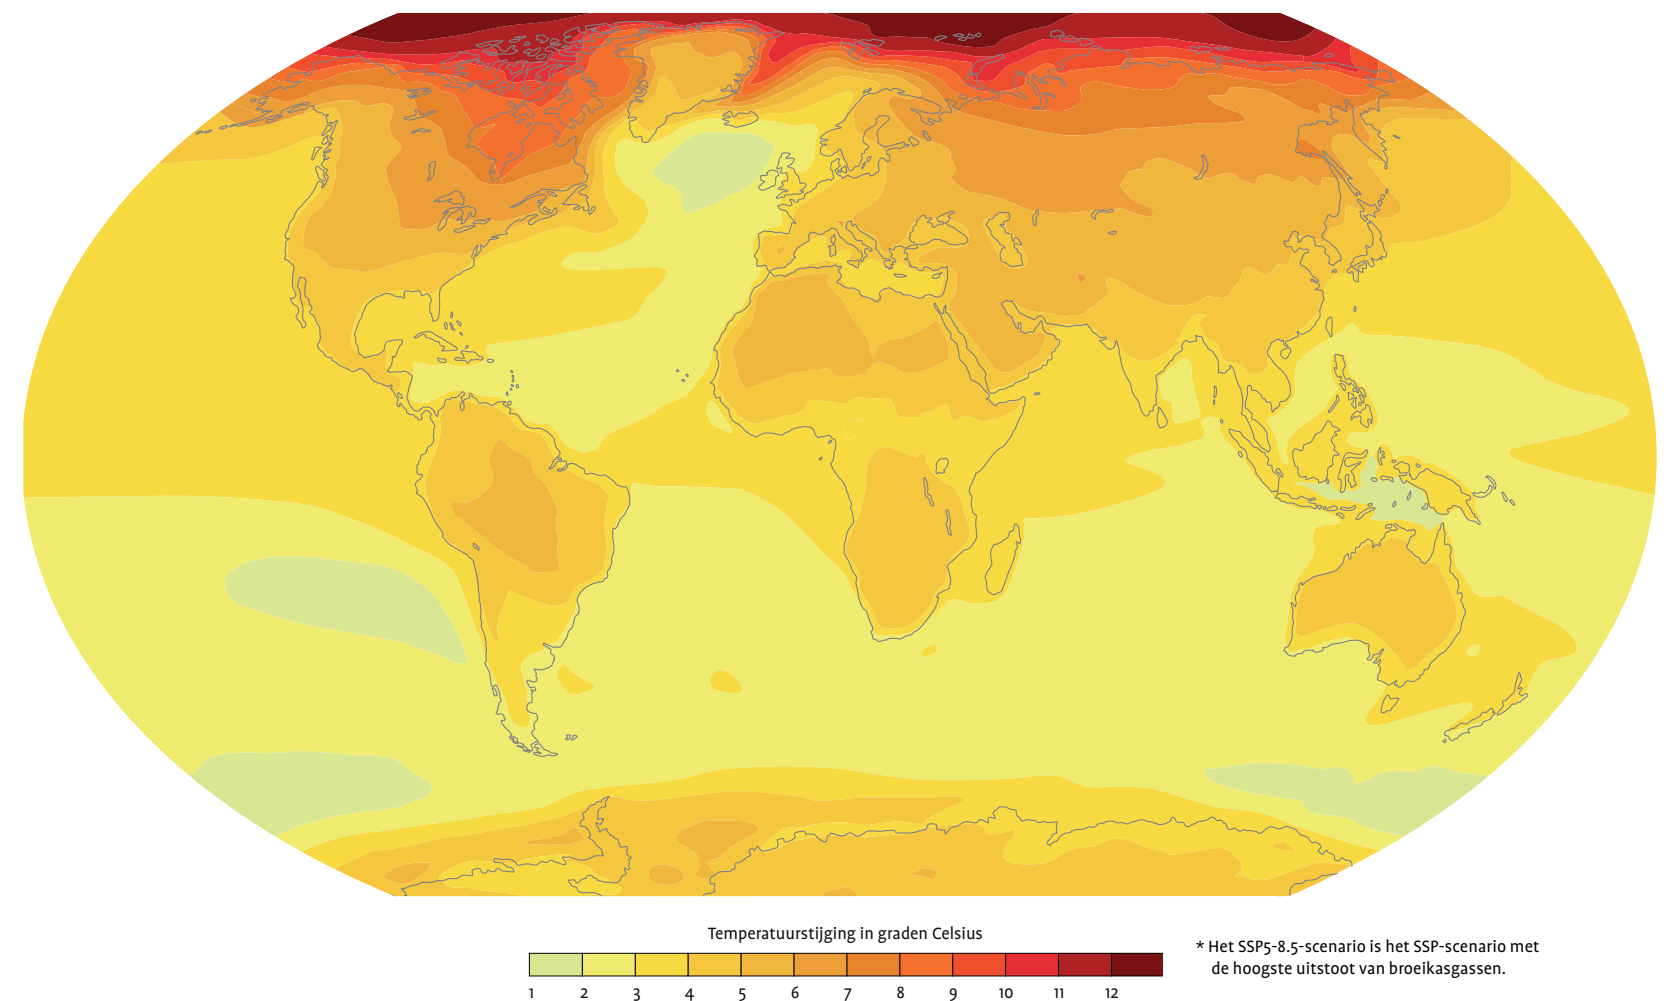 Temperatuurstijging in graden Celsius
1 2 3 4 5 6 7 8 9 10 11 12
* Het SSP5-8.5-scenario is het SSP-scenario met
de hoogste uitstoot van broeikasgassen.